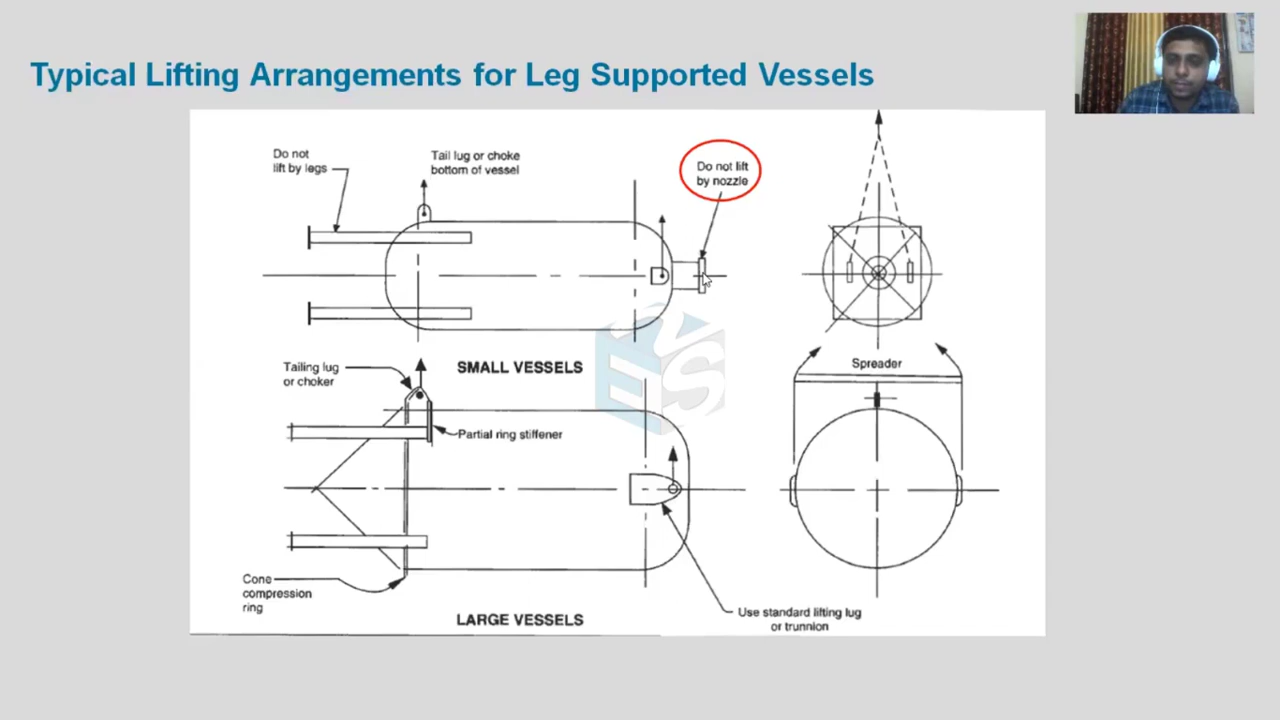 Typical Lifting Arrangements for Leg Supported Vessels
Do not
lift by legs
Tail lug or choke
bottom of vessel
Do not lift
by nozzle
SMALL VESSELS
Tailing lug
or choker
Spreader
Partial ring stiffener
Cone
compression
ring
Use standard lifting lug
or trunnion
LARGE VESSELS